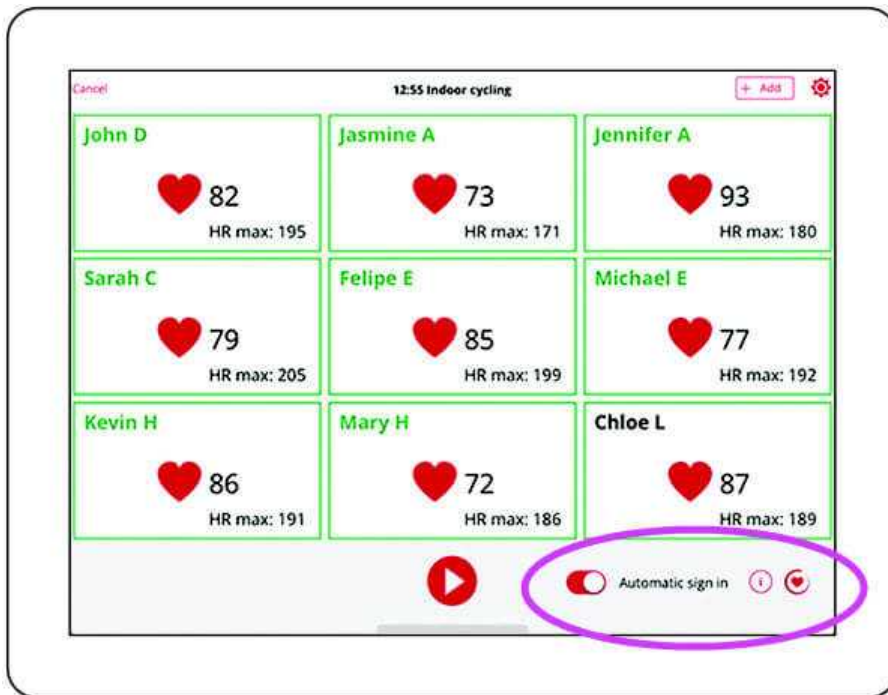 Cancel
12:55 Indoor cycling
+ Add
John D
82
HR max: 195
Jasmine A
73
HR max: 171
Jennifer A
93
HR max: 180
Sarah C
79
HR max: 205
Felipe E
85
HR max: 199
Michael E
77
HR max: 192
Kevin H
86
HR max: 191
Mary H
72
HR max: 186
Chloe L
87
HR max: 189
Automatic sign in
i